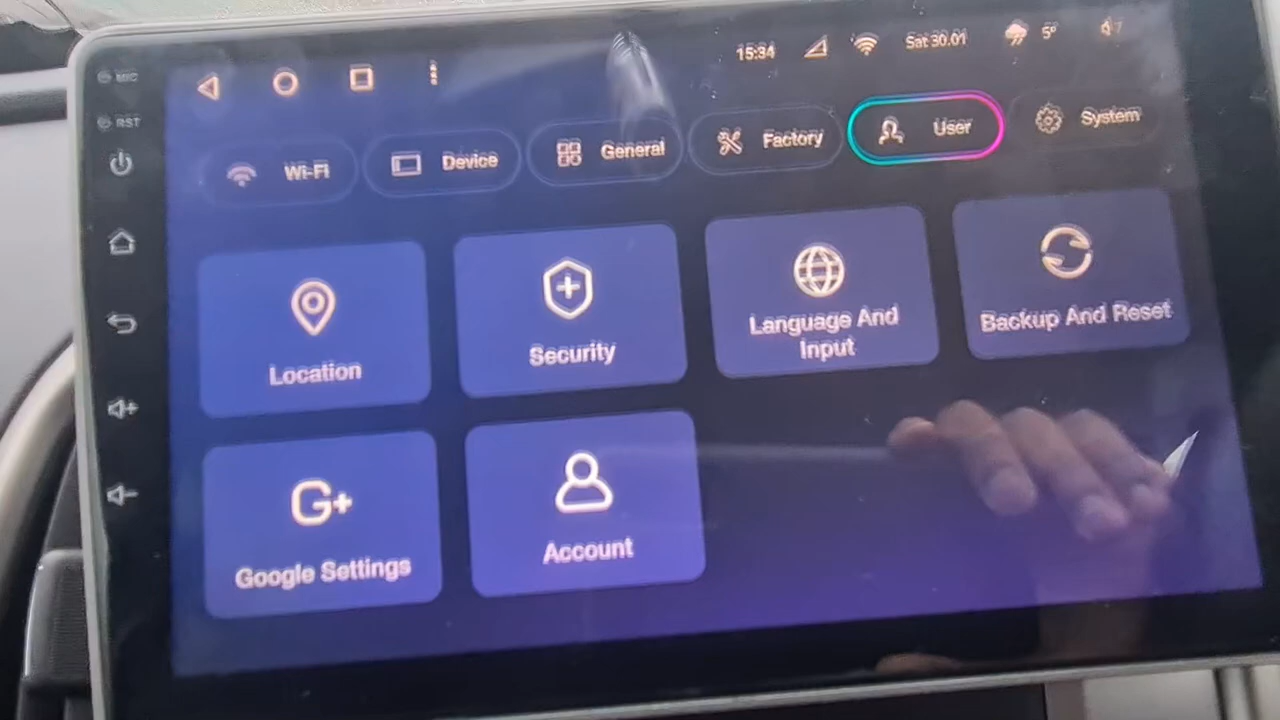 MIC
15:34
Sat 30.01
5°
7
RST
Wi-Fi
Device
General
Factory
User
System
Location
Security
Language And
Input
Backup And Reset
G+
Google Settings
Account